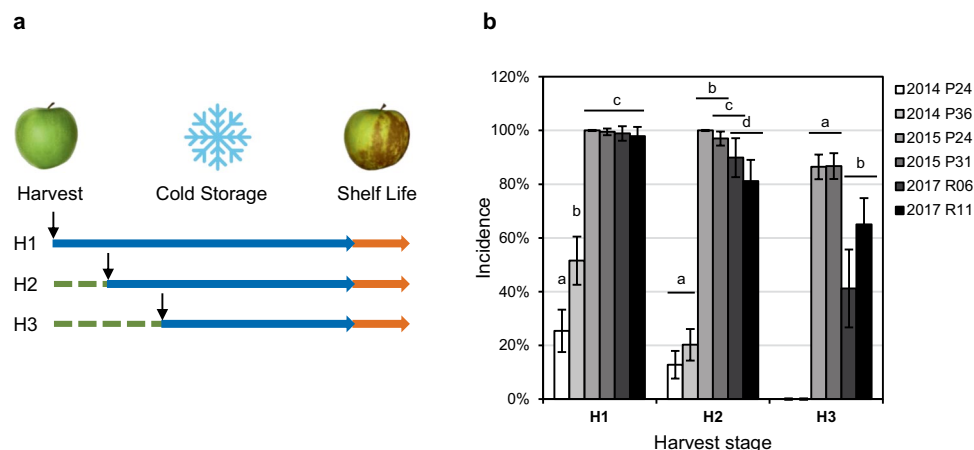 a
Harvest
Cold Storage
Shelf Life
H1
H2
H3
b
120%
100%
80%
60%
40%
20%
0%
Incidence
a
b
c
a
b
c
d
a
b
H1
H2
H3
Harvest stage
2014 P24
2014 P36
2015 P24
2015 P31
2017 R06
2017 R11